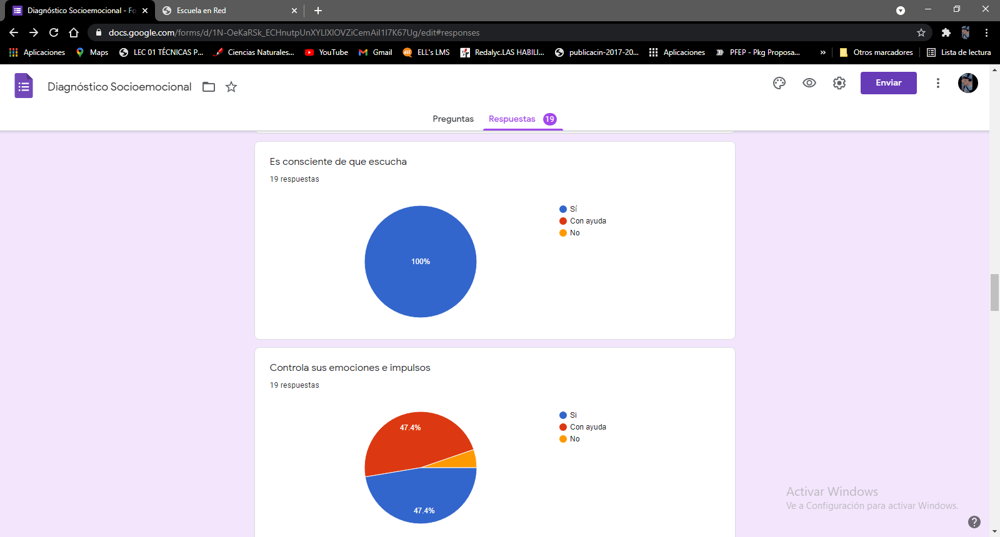 Diagnóstico Socioemocional - Fo
Escuela en Red
docs.google.com/forms/d/1N-OeKaRSk_ECHnutpUnXYLIXIOVZiCemAil1I7K67Ug/edit#responses
Aplicaciones
Maps
LEC 01 TÉCNICAS P...
Ciencias Naturales...
YouTube
Gmail
ELL's LMS
Redalyc.LAS HABILI...
publicacin-2017-20...
Aplicaciones
PFEP - Pkg Proposa...
»
Otros marcadores
Lista de lectura
Diagnóstico Socioemocional
Enviar
Preguntas
Respuestas 19
Es consciente de que escucha
19 respuestas
Sí
Con ayuda
No
100%
Controla sus emociones e impulsos
19 respuestas
Si
Con ayuda
No
47.4%
47.4%
Activar Windows
Ve a Configuración para activar Windows.